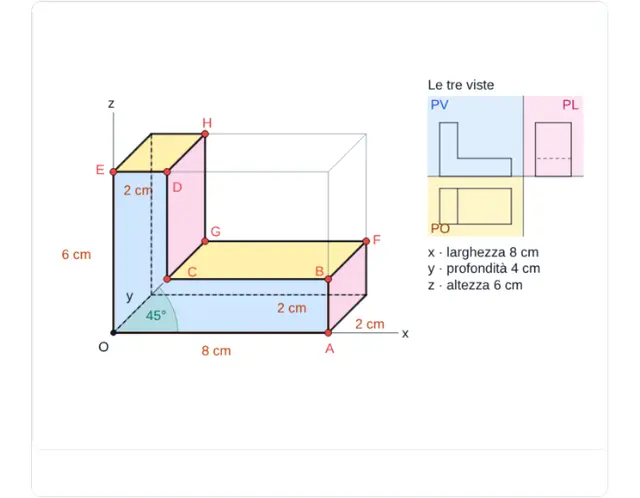 Le tre viste
PV
PL
PO
x · larghezza 8 cm
y · profondità 4 cm
z · altezza 6 cm
z
H
E
2 cm
D
G
F
6 cm
C
B
y
45°
2 cm
2 cm
x
O
8 cm
A